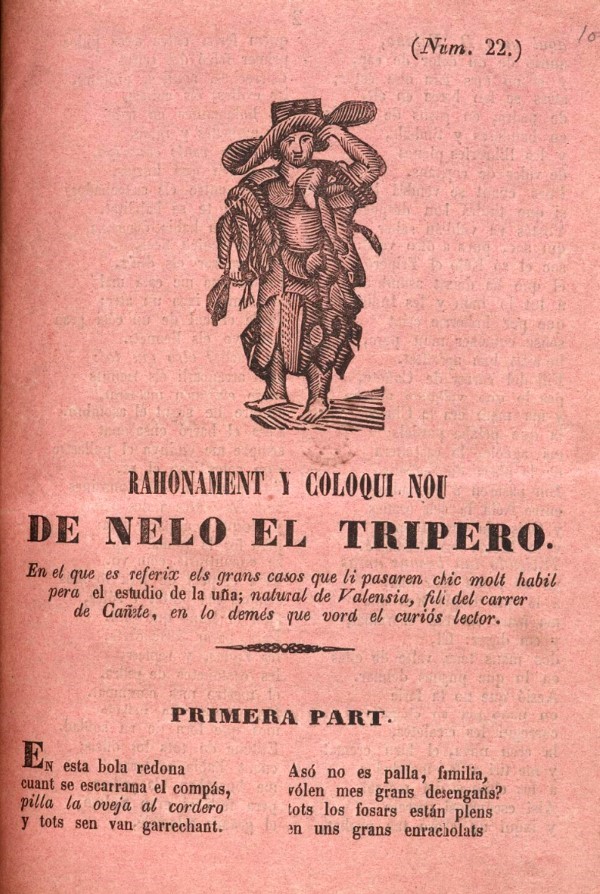 (Núm. 22.)
RAHONAMENT Y COLOQUI NOU
DE NELO EL TRIPERO.
En el que es referix els grans casos que li pasaren chic molt habil
pera el estudio de la uña; natural de Valensia, fill del carrer
de Cañete, en lo demés que vorá el curiós lector.
PRIMERA PART.
EN esta bola redona
cuant se escarrama el compás,
pilla la oveja al cordero
y tots sen van garrechant.
Asó no es palla, familia,
vólen mes grans desengañs?
tots los fosars están plens
en uns grans enracholats